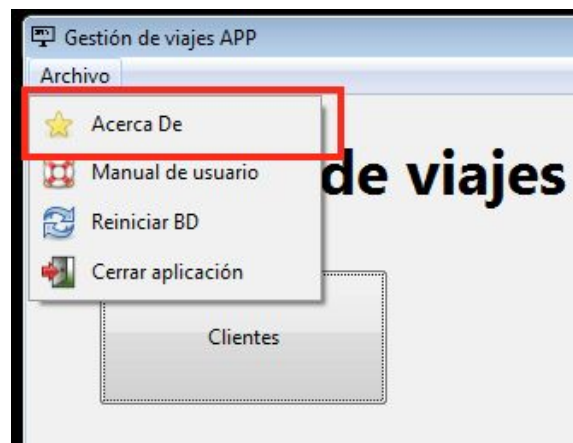 Gestión de viajes APP
Archivo
Acerca De
Manual de usuario
de viajes
Reiniciar BD
Cerrar aplicación
Clientes